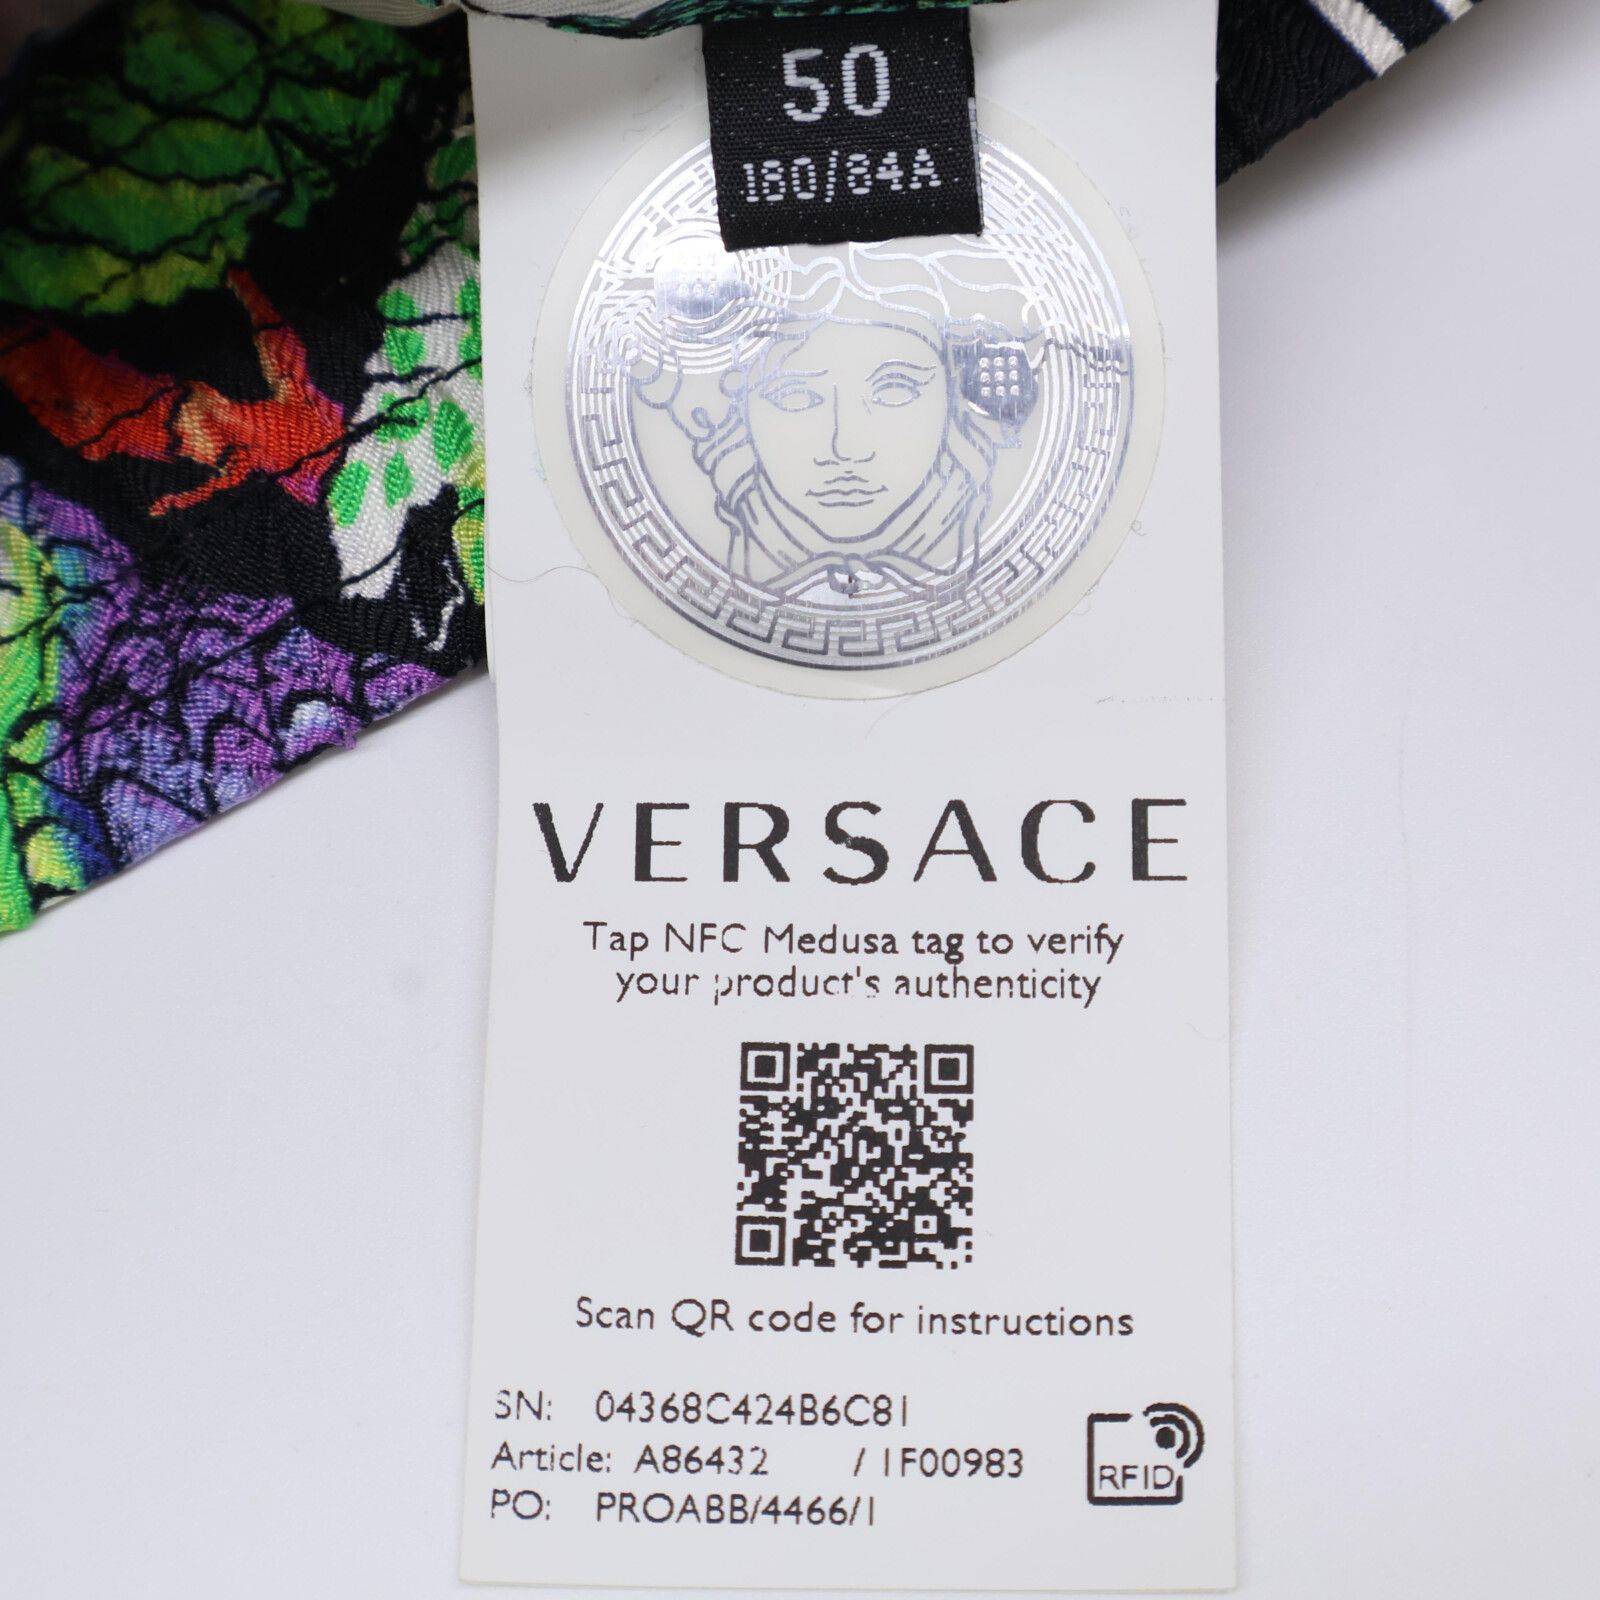 50
180/84A
VERSACE
Tap NFC Medusa tag to verify
your product's authenticity
Scan QR code for instructions
SN: 04368C424B6C81
Article: A86432 / 1F00983
PO: PROABB/4466/1
RFID